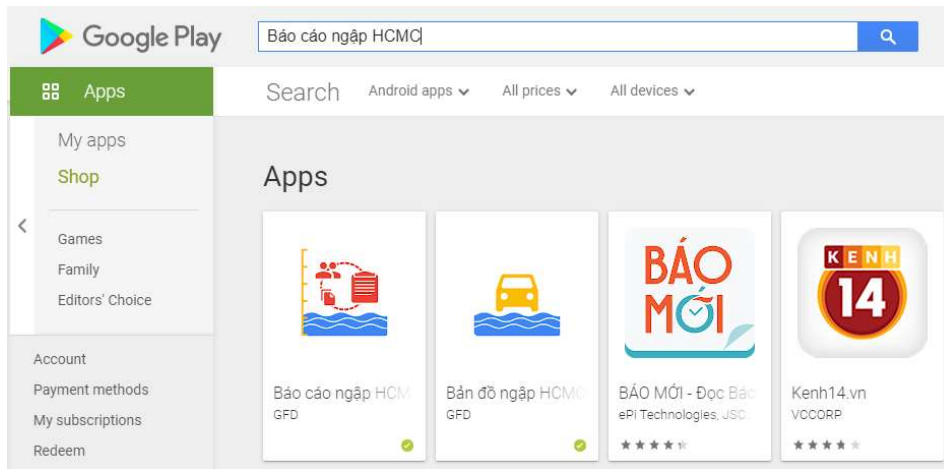 Google Play
Báo cáo ngập HCMC
Apps
Search
Android apps
All prices
All devices
My apps
Shop
Games
Family
Editors' Choice
Account
Payment methods
My subscriptions
Redeem
Apps
BÁO MỚI
KENH 14
Báo cáo ngập HCM
GFD
Bản đồ ngập HCMC
GFD
BÁO MỚI - Đọc Bác
ePi Technologies, JSC
Kenh14.vn
VCCORP